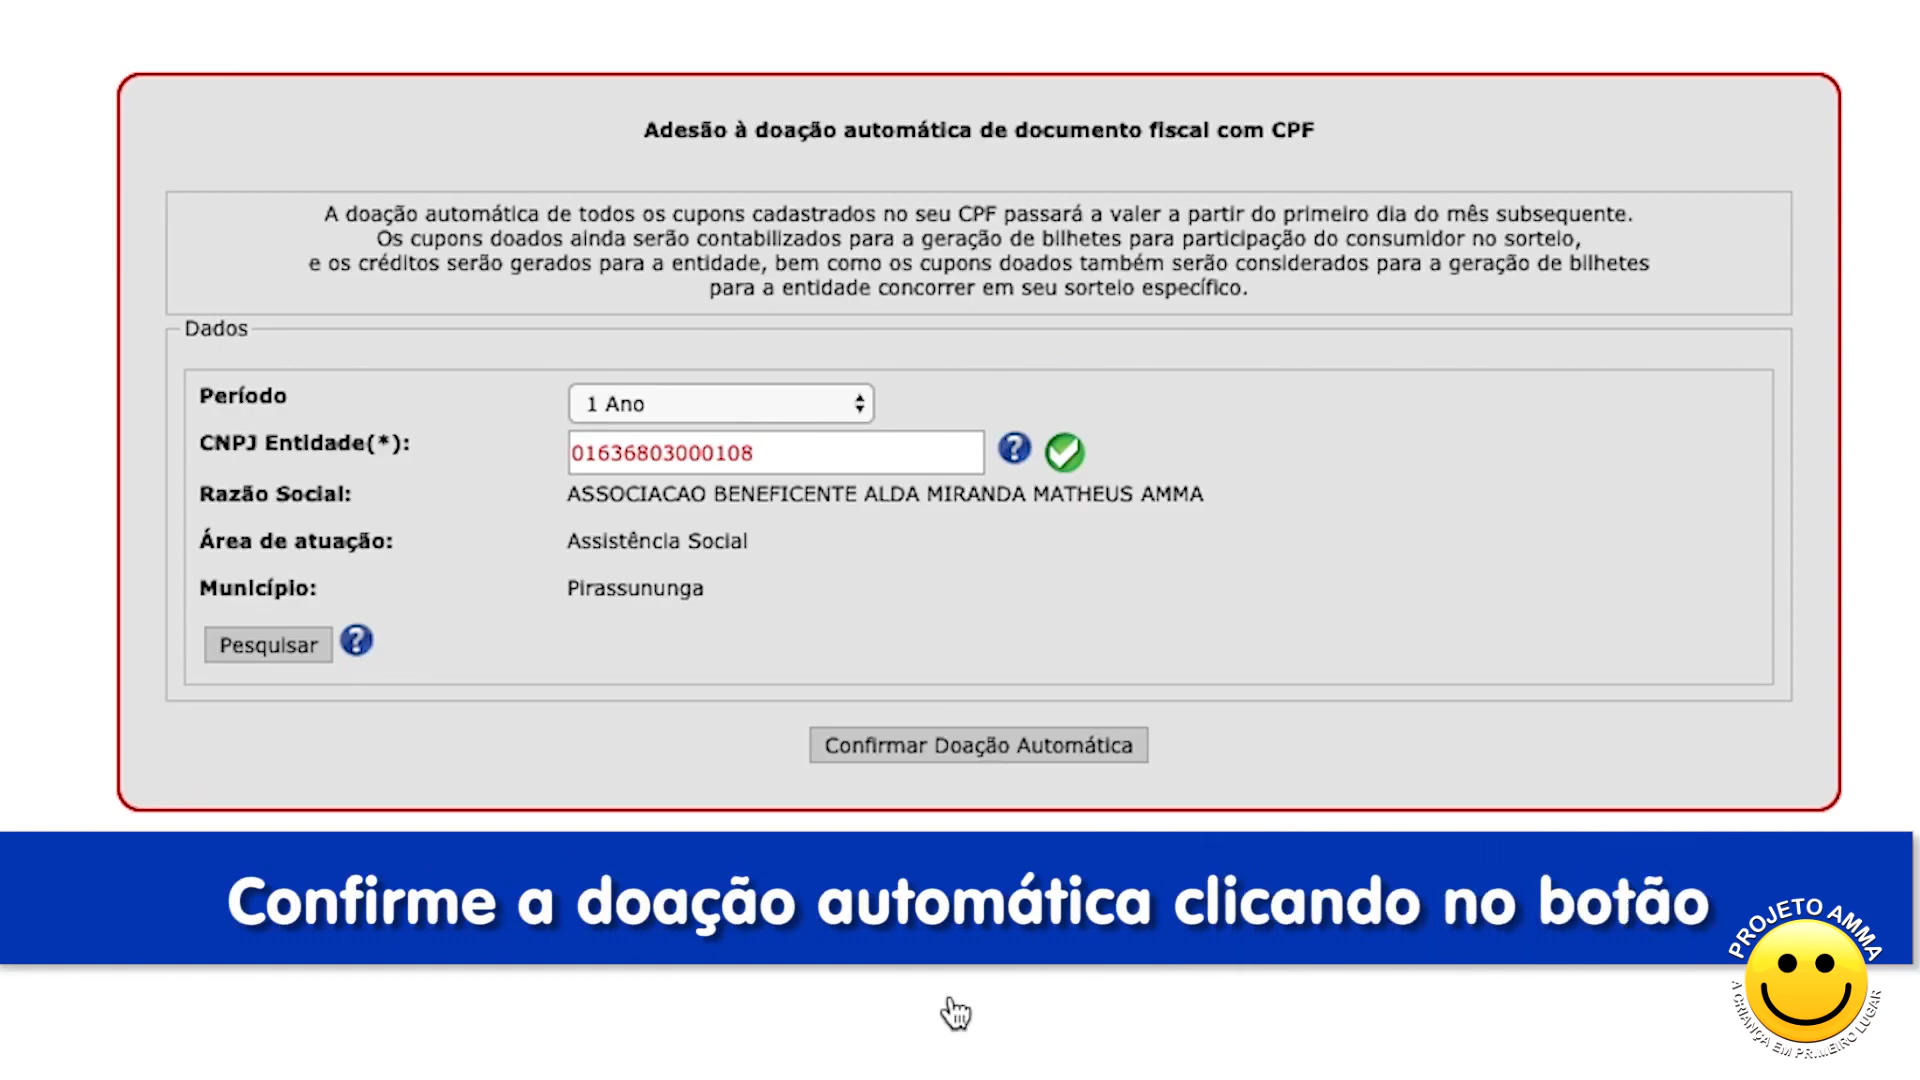 Adesão à doação automática de documento fiscal com CPF
A doação automática de todos os cupons cadastrados no seu CPF passará a valer a partir do primeiro dia do mês subsequente.
Os cupons doados ainda serão contabilizados para a geração de bilhetes para participação do consumidor no sorteio,
e os créditos serão gerados para a entidade, bem como os cupons doados também serão considerados para a geração de bilhetes
para a entidade concorrer em seu sorteio específico.
Dados
Período
1 Ano
CNPJ Entidade(*):
01636803000108
Razão Social:
ASSOCIACAO BENEFICENTE ALDA MIRANDA MATHEUS AMMA
Área de atuação:
Assistência Social
Município:
Pirassununga
Pesquisar
Confirmar Doação Automática
Confirme a doação automática clicando no botão
PROJETO AMMA
A CRIANÇA EM PRIMEIRO LUGAR